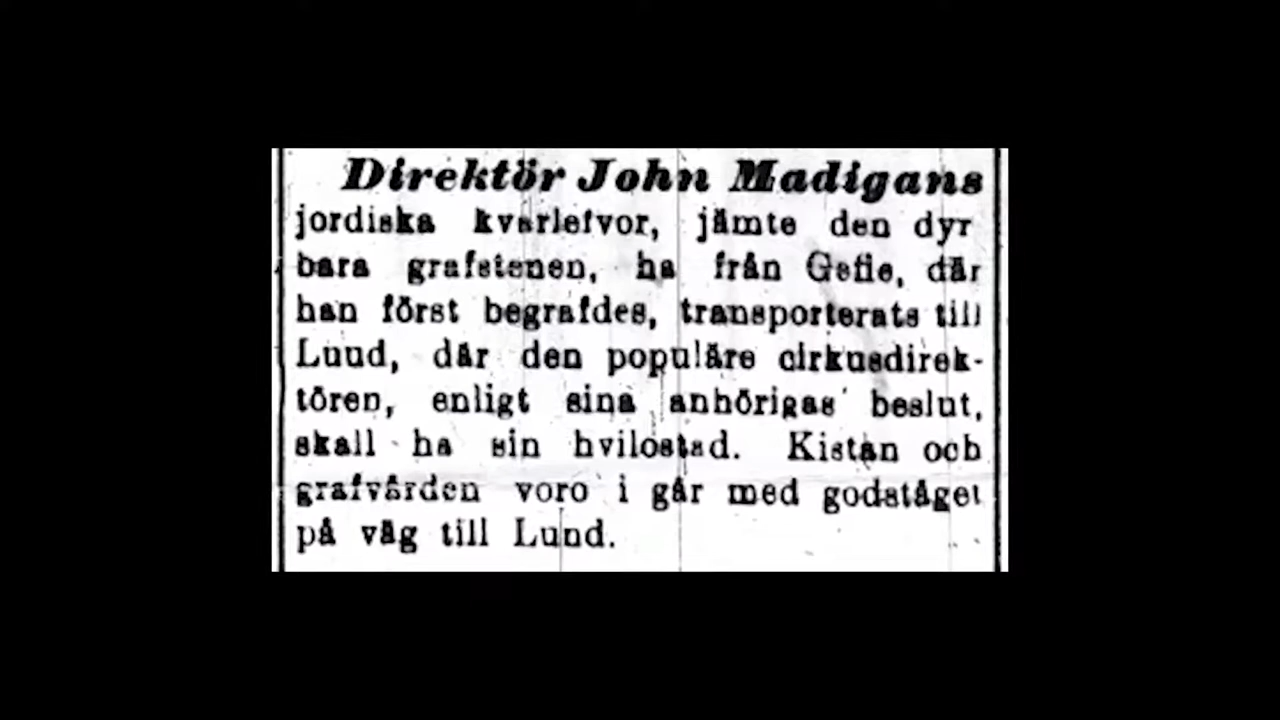 Direktör John Madigans
jordiska kvarlefvor, jämte den dyr
bara grafstenen, ha från Gefle, där
han först begrafdes, transporterats till
Lund, där den populäre cirkusdirek-
tören, enligt sina anhörigas beslut,
skall ha sin hvilostad. Kistan och
grafvården voro i går med godståget
på väg till Lund.